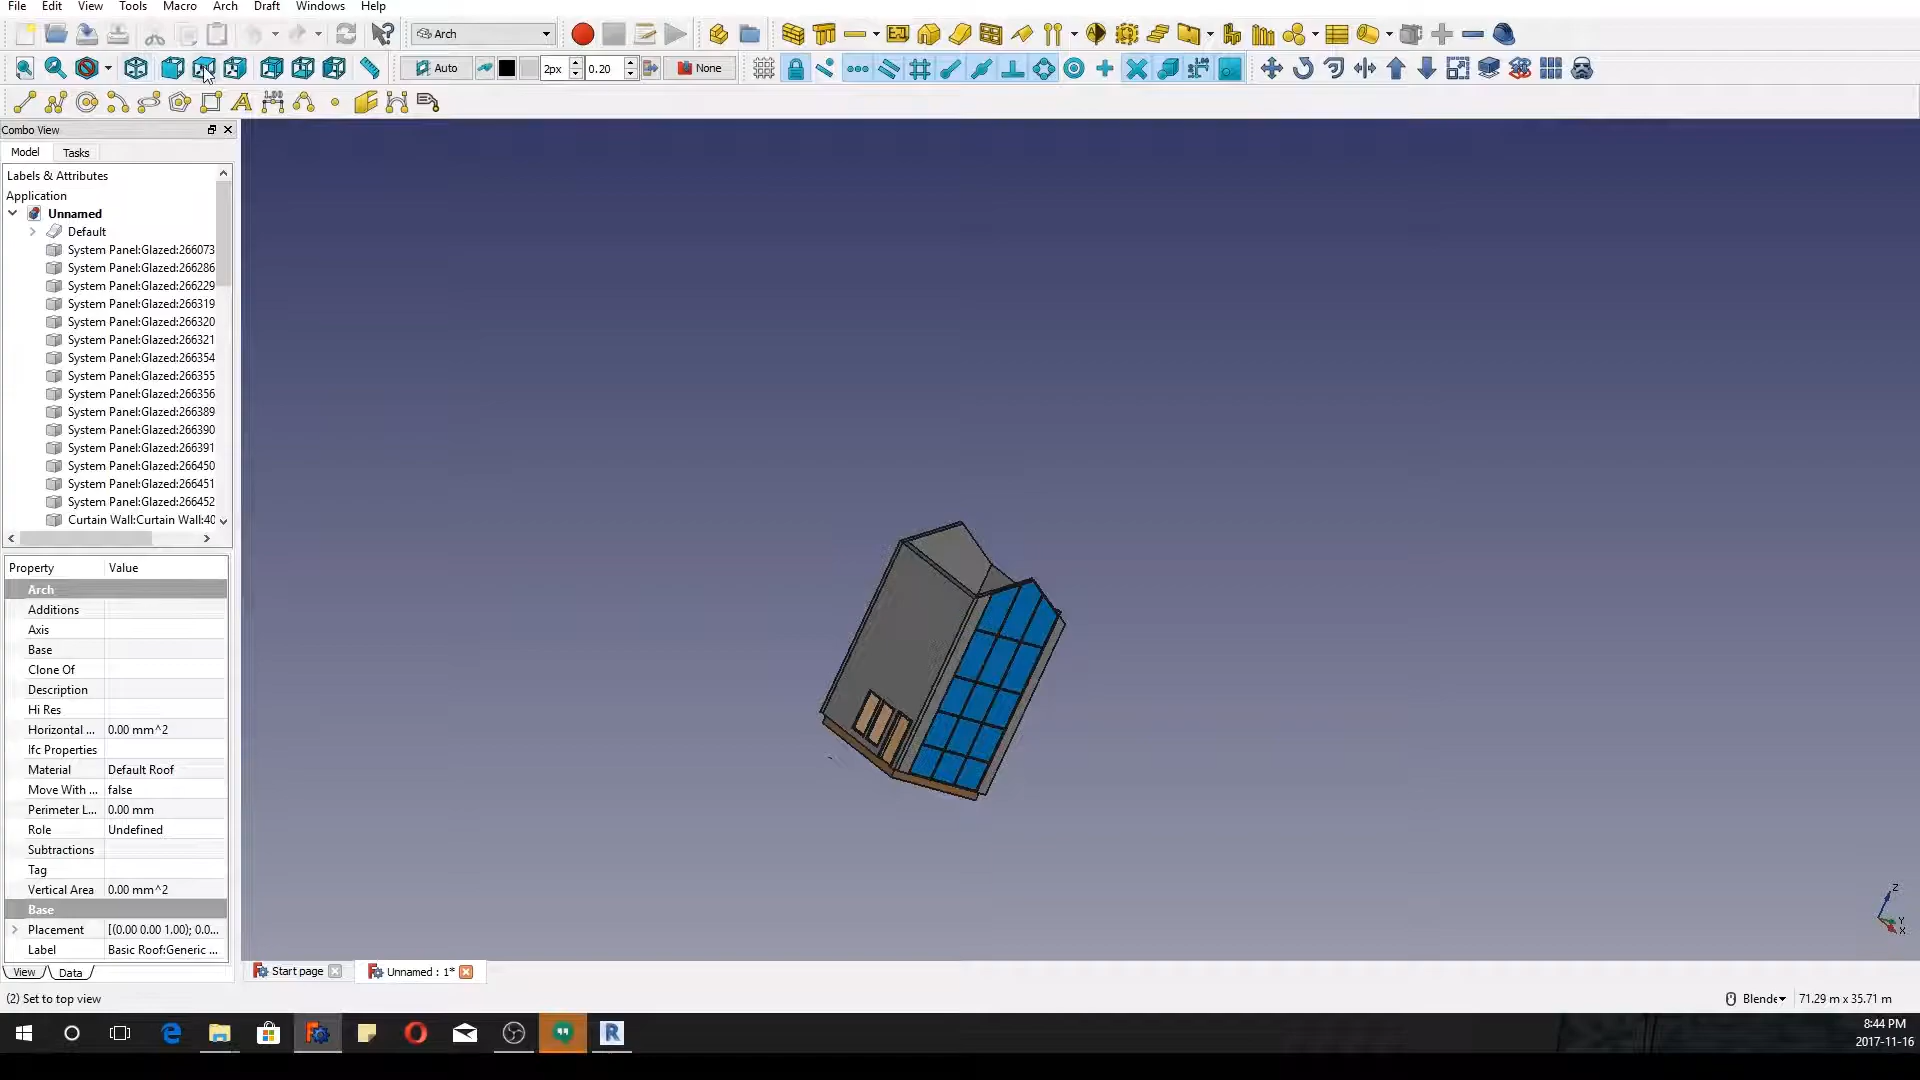 File Edit View Tools Macro Arch Draft Windows Help
Arch
Auto 2px 0.20 None
Combo View
Model Tasks
Labels & Attributes
Application
Unnamed
Default
System Panel:Glazed:266073
System Panel:Glazed:266286
System Panel:Glazed:266229
System Panel:Glazed:266319
System Panel:Glazed:266320
System Panel:Glazed:266321
System Panel:Glazed:266354
System Panel:Glazed:266355
System Panel:Glazed:266356
System Panel:Glazed:266389
System Panel:Glazed:266390
System Panel:Glazed:266391
System Panel:Glazed:266450
System Panel:Glazed:266451
System Panel:Glazed:266452
Curtain Wall:Curtain Wall:40
Property Value
Arch
Additions
Axis
Base
Clone Of
Description
Hi Res
Horizontal ... 0.00 mm^2
Ifc Properties
Material Default Roof
Move With ... false
Perimeter L... 0.00 mm
Role Undefined
Subtractions
Tag
Vertical Area 0.00 mm^2
Base
Placement [(0.00 0.00 1.00); 0.0...
Label Basic Roof:Generic ...
View Data
Start page Unnamed : 1*
Z
Y
X
(2) Set to top view Blende 71.29 m x 35.71 m
8:44 PM
2017-11-16